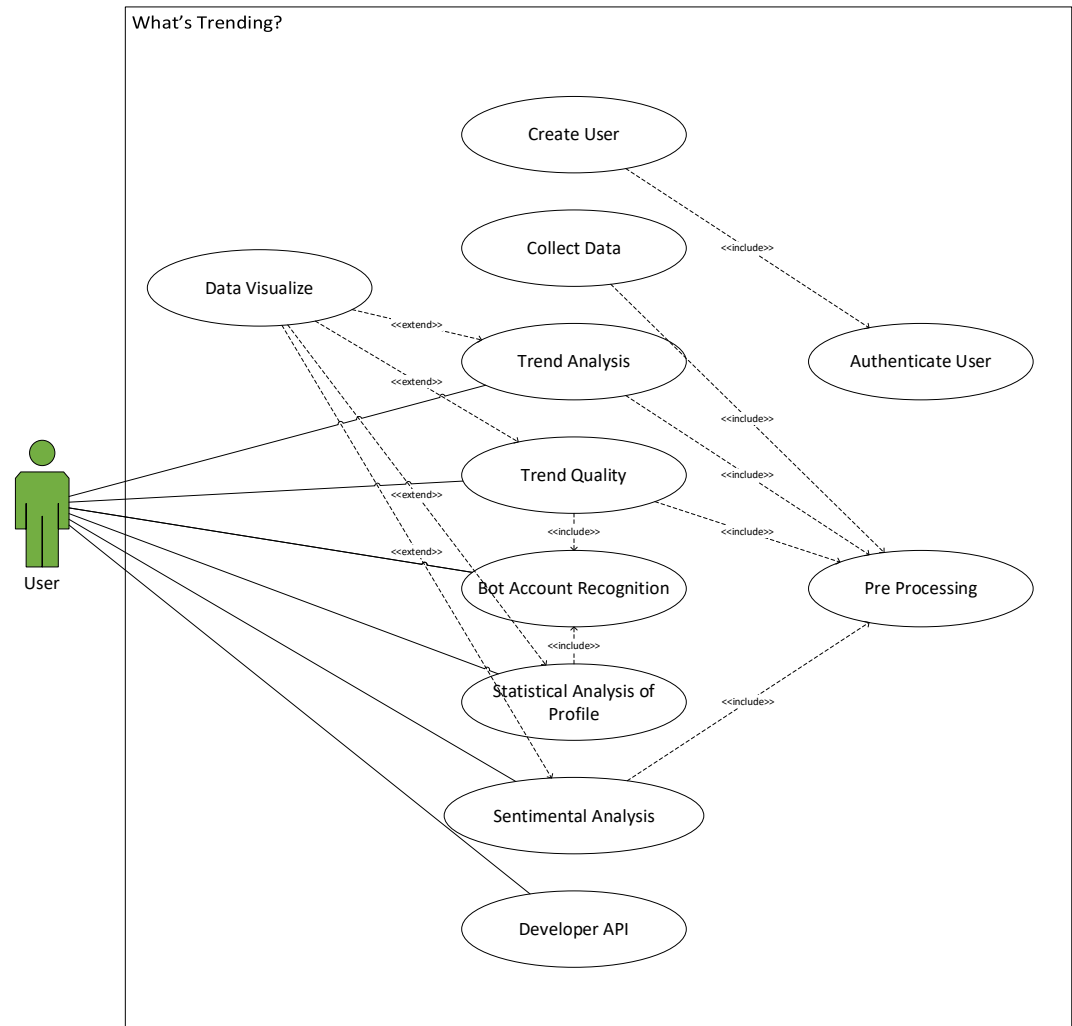 What's Trending?
Create User
Collect Data
<<include>>
Data Visualize
<<extend>>
Trend Analysis
Authenticate User
<<extend>>
<<include>>
Trend Quality
<<include>>
<<extend>>
<<include>>
<<include>>
<<extend>>
User
Bot Account Recognition
Pre Processing
<<include>>
Statistical Analysis of
Profile
<<include>>
Sentimental Analysis
Developer API